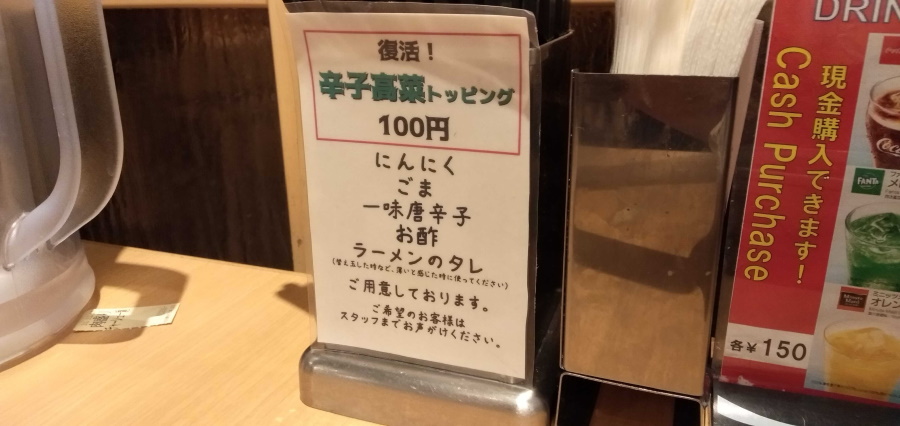 復活！
辛子高菜トッピング
100円
にんにく
ごま
一味唐辛子
お酢
ラーメンのタレ
(替え玉した時など、薄いと感じた時に使ってください)
ご用意しております。
ご希望のお客様は
スタッフまでお声がけください。
DRIN
現金購入できます！
Cash Purchase
FANTA
オレン
各¥150